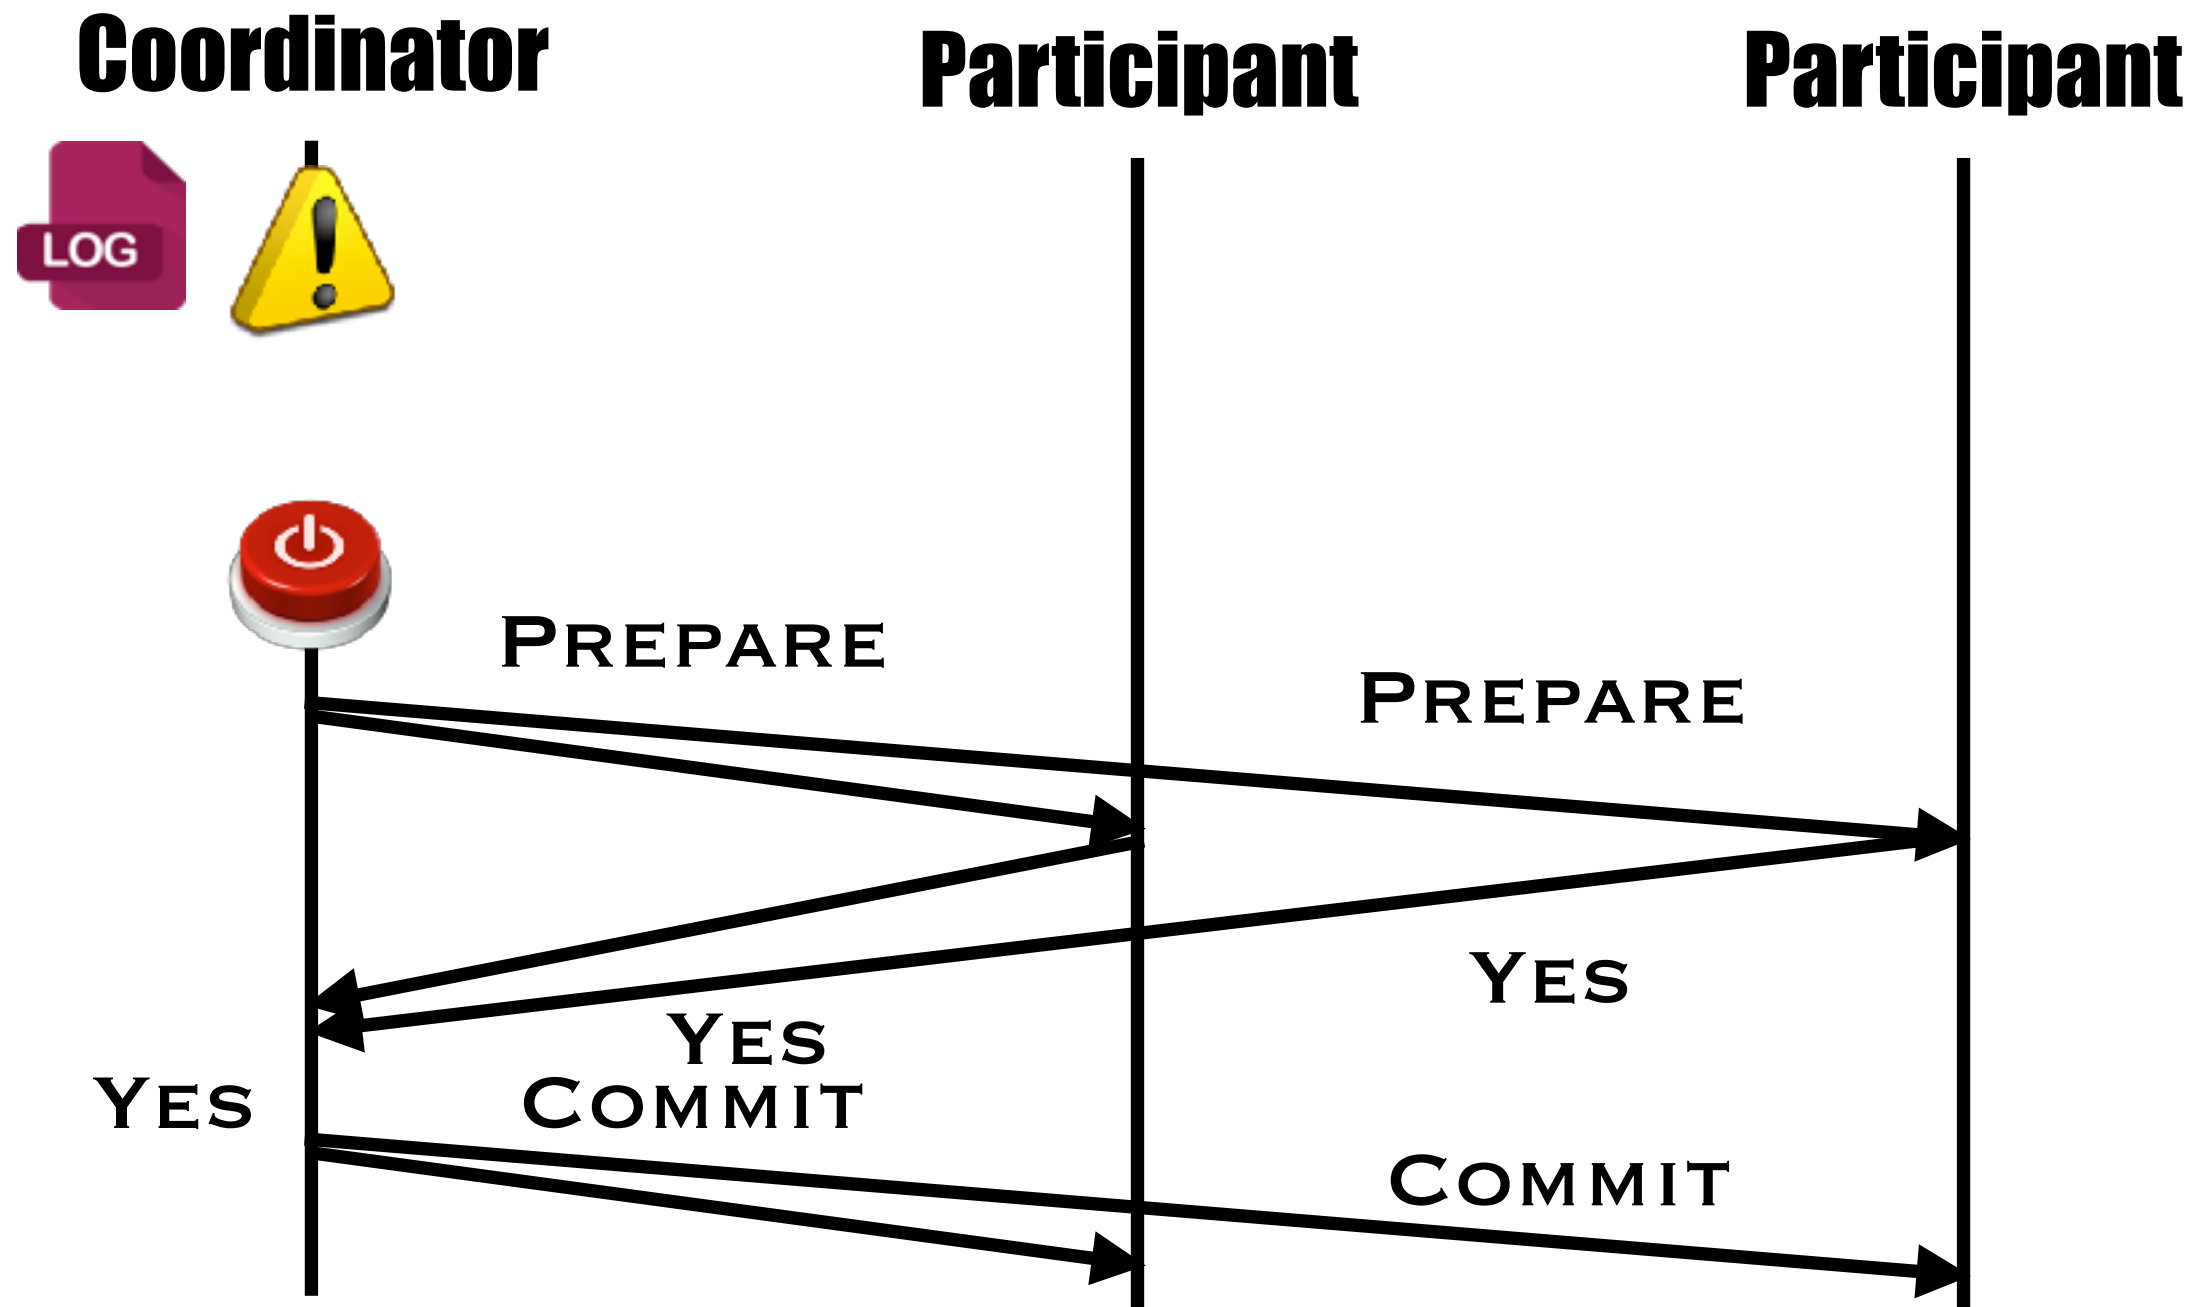 Coordinator
Participant
Participant
LOG
PREPARE
PREPARE
YES
YES
YES
COMMIT
COMMIT